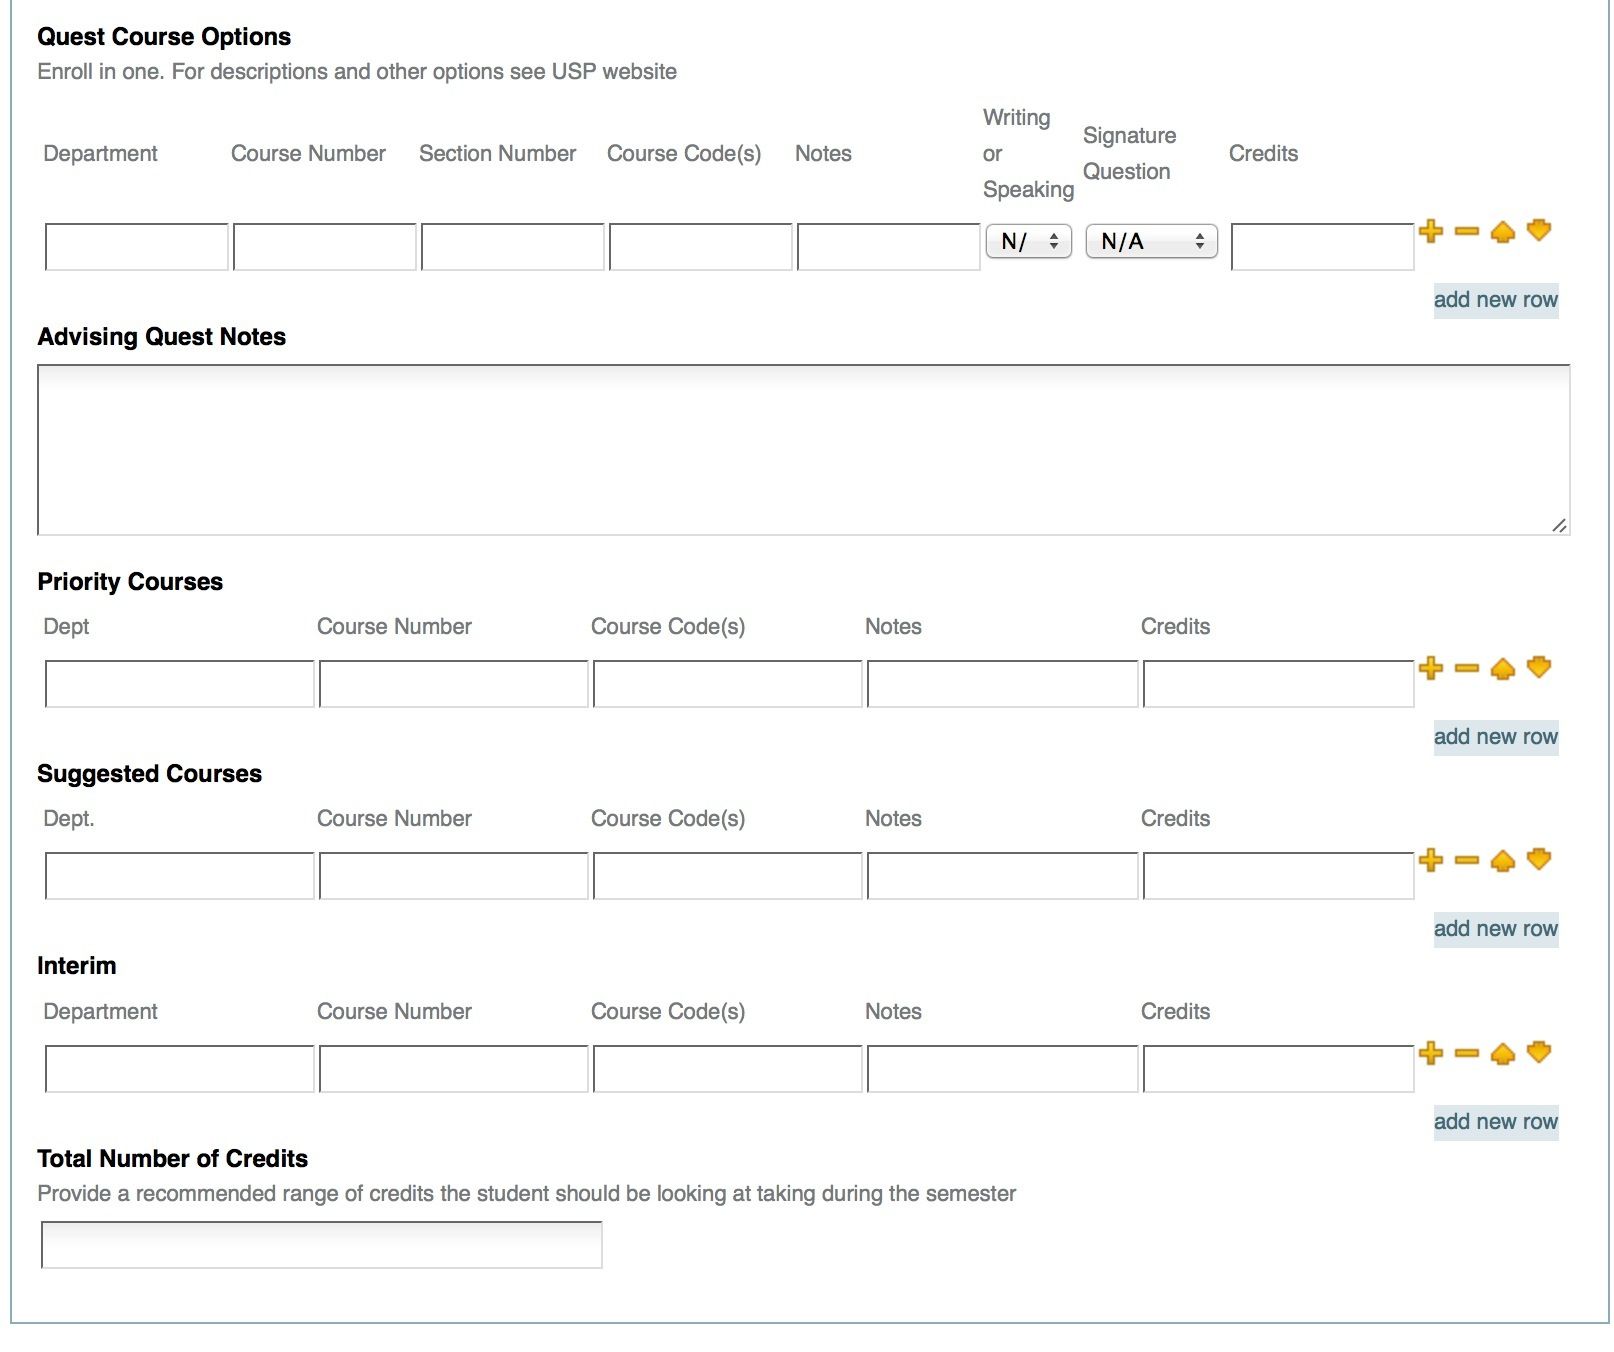 Quest Course Options
Enroll in one. For descriptions and other options see USP website
Department Course Number Section Number Course Code(s) Notes Writing or Speaking Signature Question Credits
N/ N/A
add new row
Advising Quest Notes
Priority Courses
Dept Course Number Course Code(s) Notes Credits
add new row
Suggested Courses
Dept. Course Number Course Code(s) Notes Credits
add new row
Interim
Department Course Number Course Code(s) Notes Credits
add new row
Total Number of Credits
Provide a recommended range of credits the student should be looking at taking during the semester